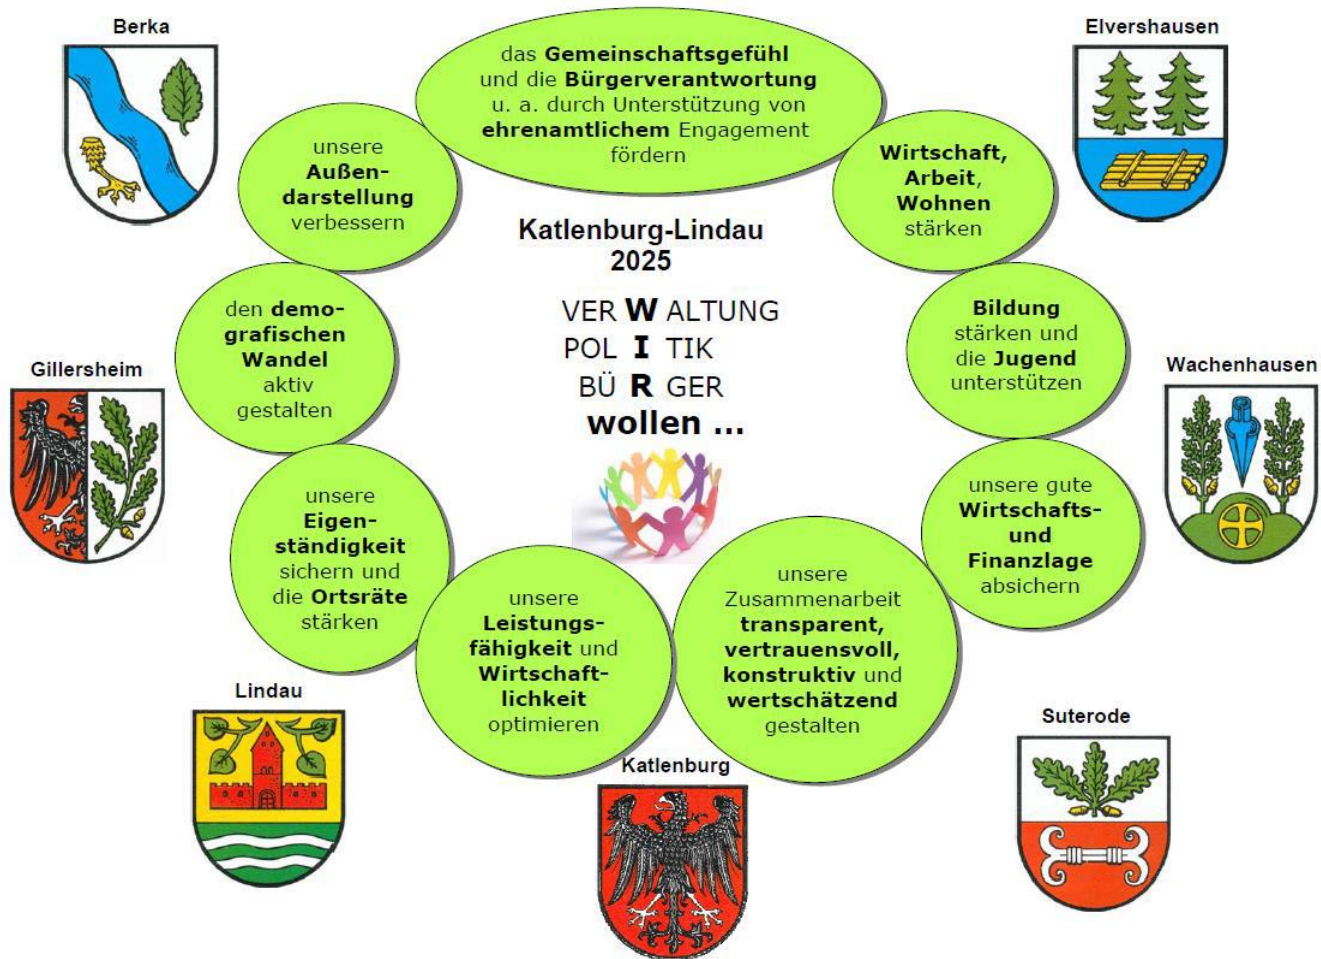 Berka
Elvershausen
das Gemeinschaftsgefühl
und die Bürgerverantwortung
u. a. durch Unterstützung von
ehrenamtlichem Engagement
fördern
unsere
Außen-
darstellung
verbessern
Wirtschaft,
Arbeit,
Wohnen
stärken
Katlenburg-Lindau
2025
VER W ALTUNG
POL I TIK
BÜ R GER
wollen ...
den demo-
grafischen
Wandel
aktiv
gestalten
Bildung
stärken und
die Jugend
unterstützen
Gillersheim
Wachenhausen
unsere
Eigen-
ständigkeit
sichern und
die Ortsräte
stärken
unsere gute
Wirtschafts-
und
Finanzlage
absichern
unsere
Leistungs-
fähigkeit und
Wirtschaft-
lichkeit
optimieren
unsere
Zusammenarbeit
transparent,
vertrauensvoll,
konstruktiv und
wertschätzend
gestalten
Lindau
Katlenburg
Suterode